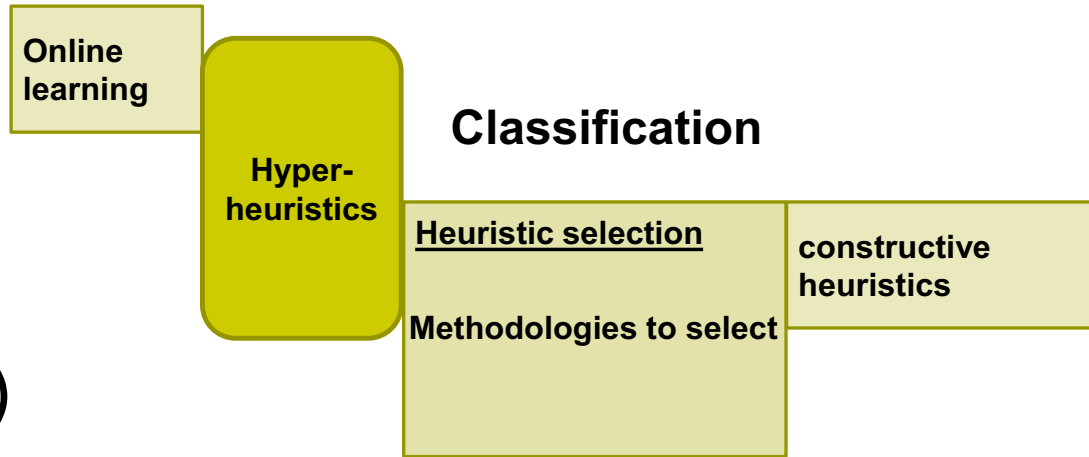 Online
learning
Classification
Hyper-
heuristics
Heuristic selection
Methodologies to select
constructive
heuristics